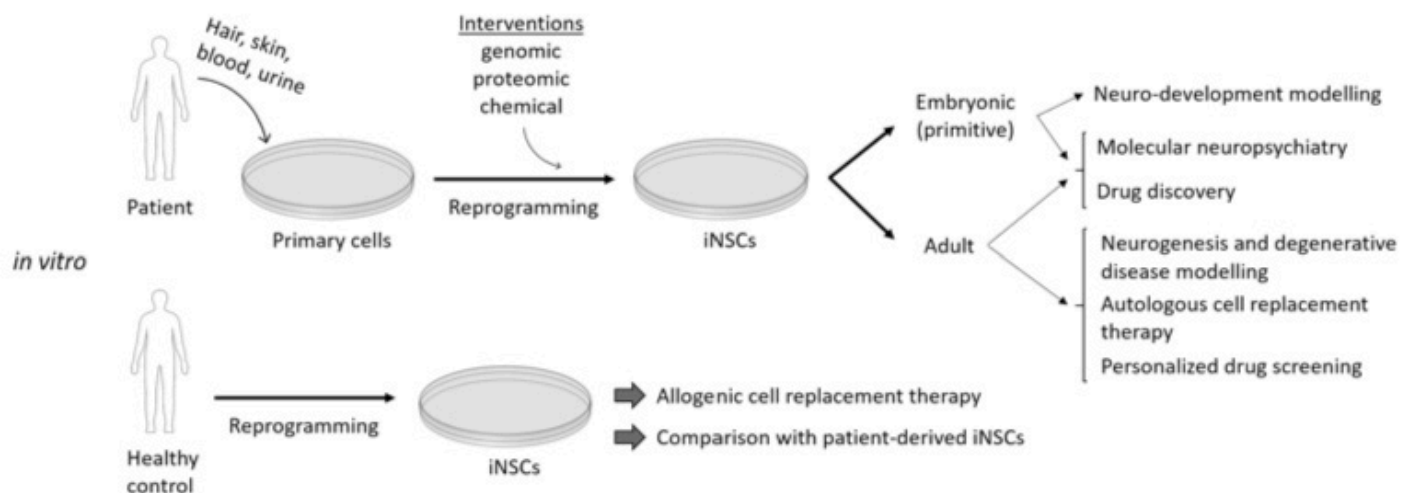 Hair, skin,
blood, urine
Patient
Primary cells
Interventions
genomic
proteomic
chemical
Reprogramming
iNSCs
Embryonic
(primitive)
Adult
Neuro-development modelling
Molecular neuropsychiatry
Drug discovery
Neurogenesis and degenerative
disease modelling
Autologous cell replacement
therapy
Personalized drug screening
in vitro
Healthy
control
Reprogramming
iNSCs
Allogenic cell replacement therapy
Comparison with patient-derived iNSCs